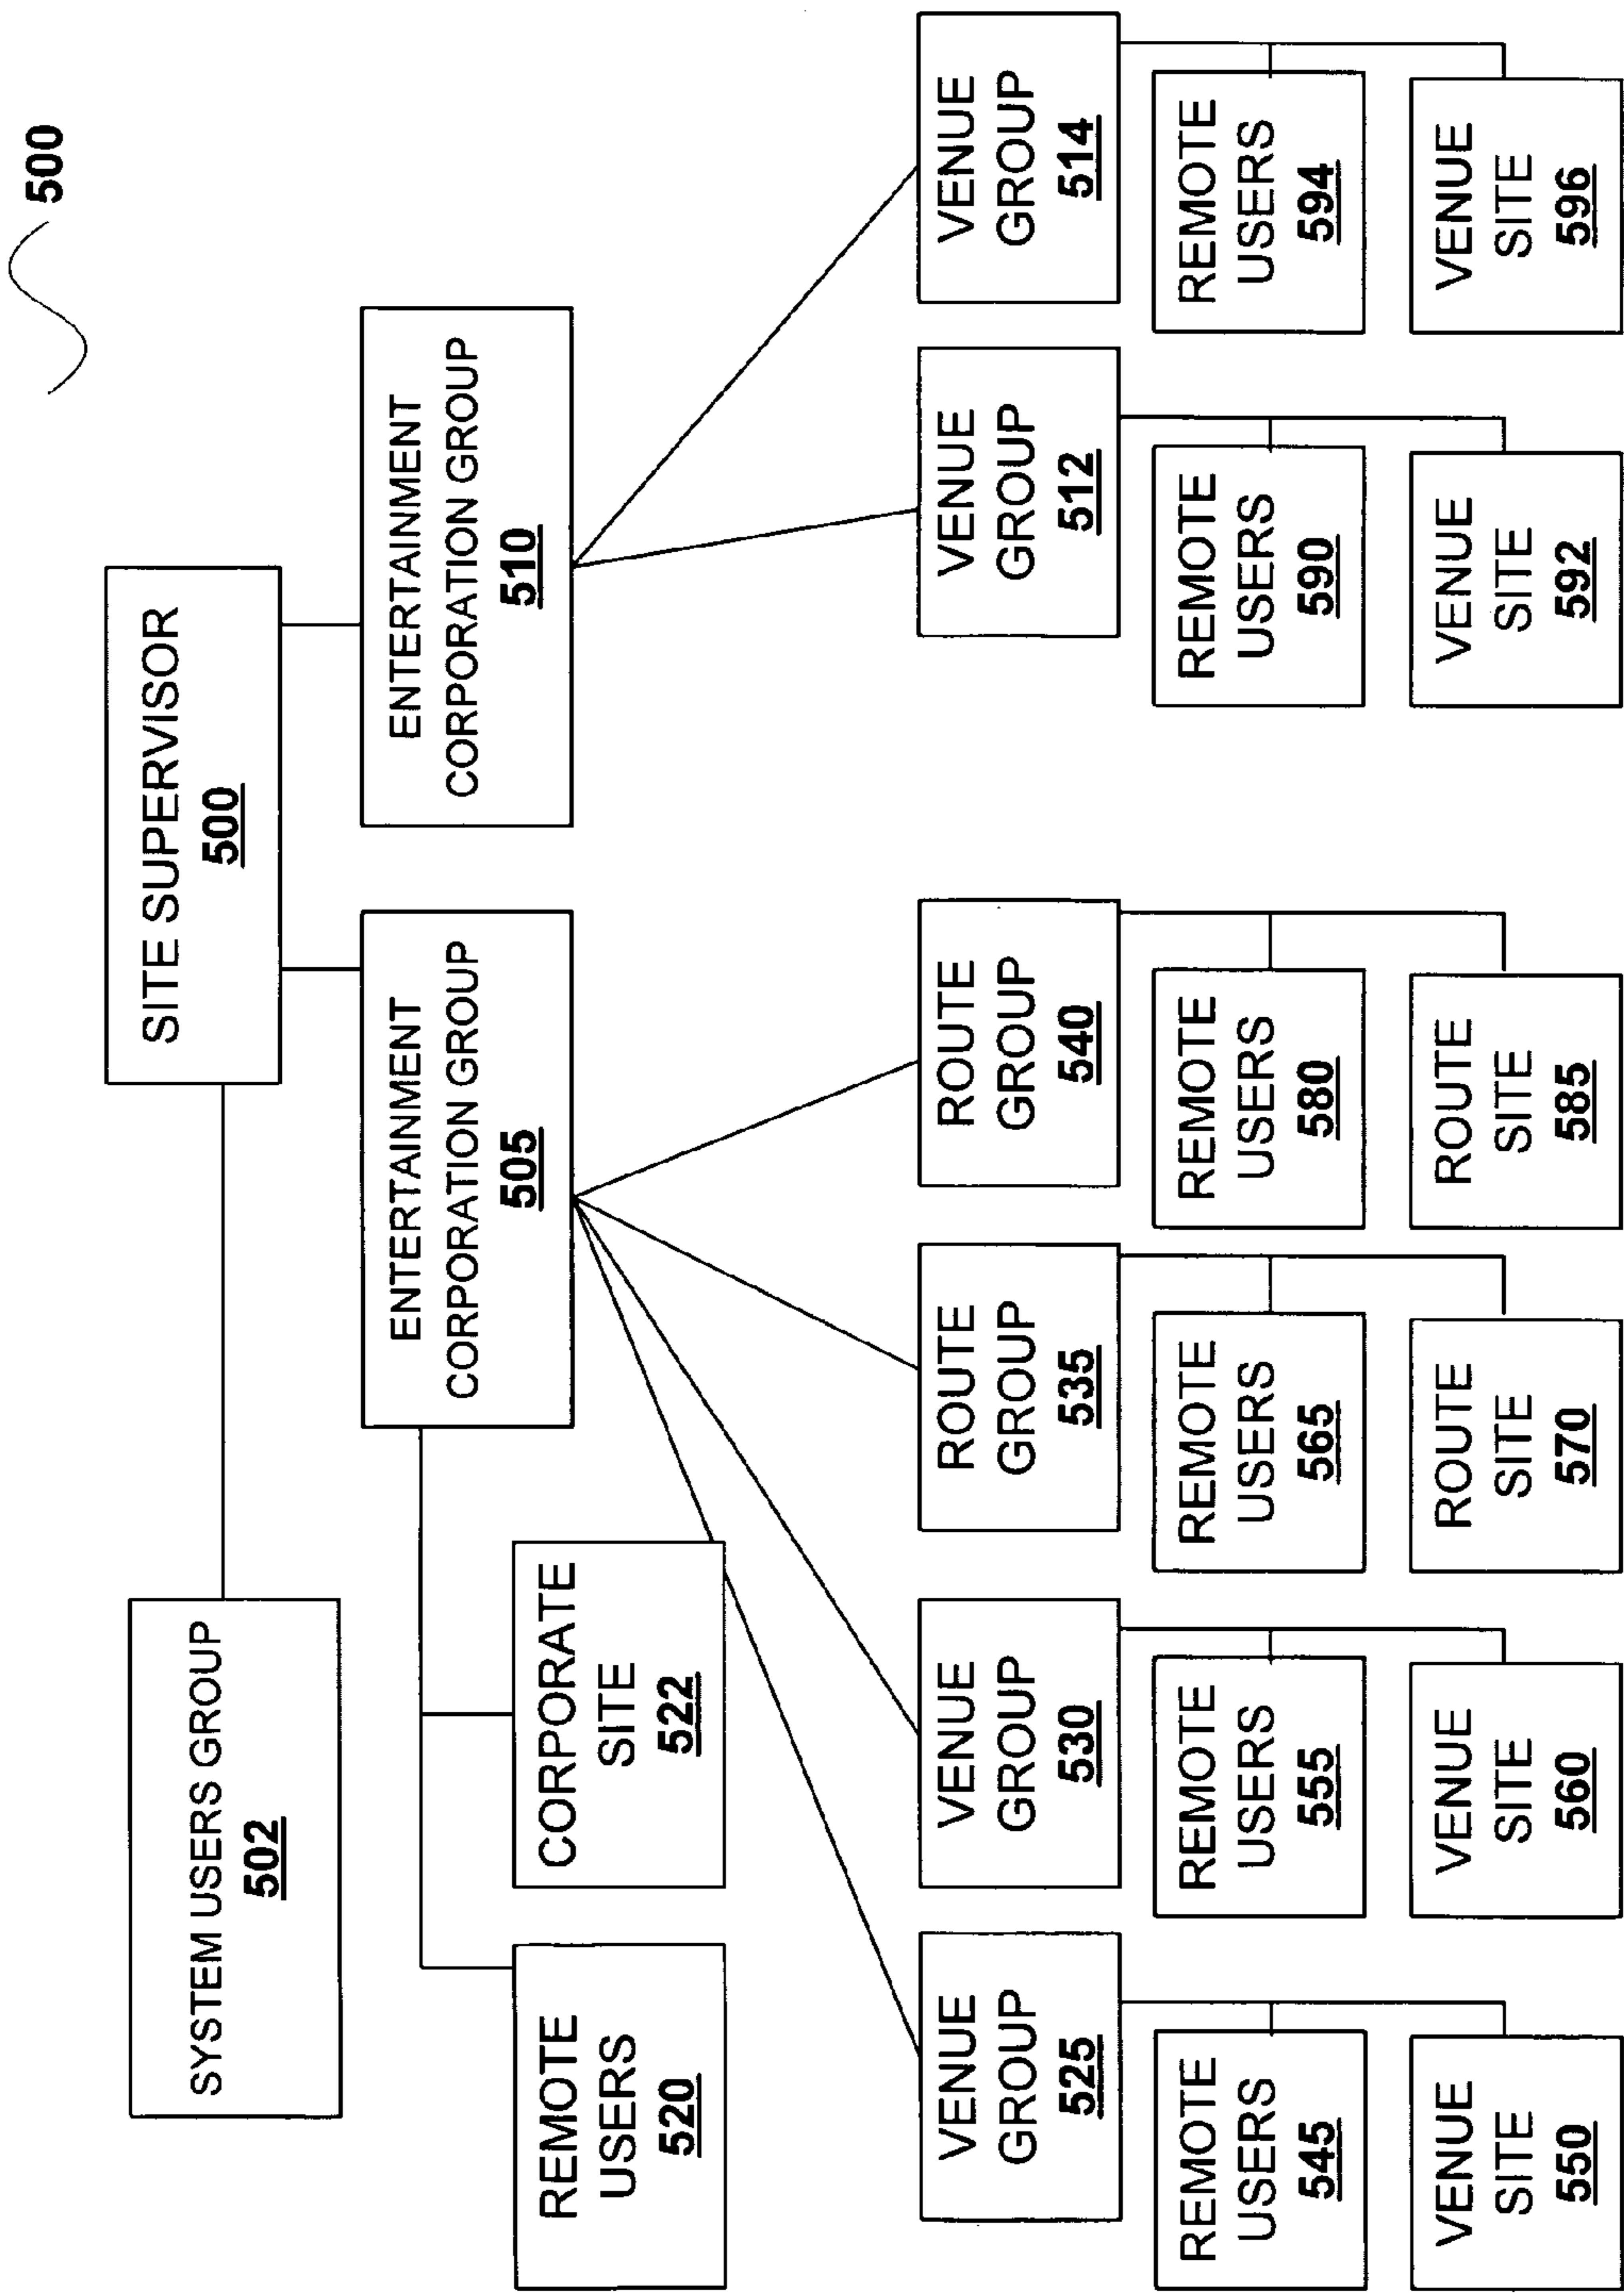 500
SITE SUPERVISOR
500
SYSTEM USERS GROUP
502
ENTERTAINMENT
CORPORATION GROUP
505
ENTERTAINMENT
CORPORATION GROUP
510
REMOTE
USERS
520
CORPORATE
SITE
522
VENUE
GROUP
525
VENUE
GROUP
530
ROUTE
GROUP
535
ROUTE
GROUP
540
VENUE
GROUP
512
VENUE
GROUP
514
REMOTE
USERS
545
REMOTE
USERS
555
REMOTE
USERS
565
REMOTE
USERS
580
REMOTE
USERS
590
REMOTE
USERS
594
VENUE
SITE
550
VENUE
SITE
560
ROUTE
SITE
570
ROUTE
SITE
585
VENUE
SITE
592
VENUE
SITE
596